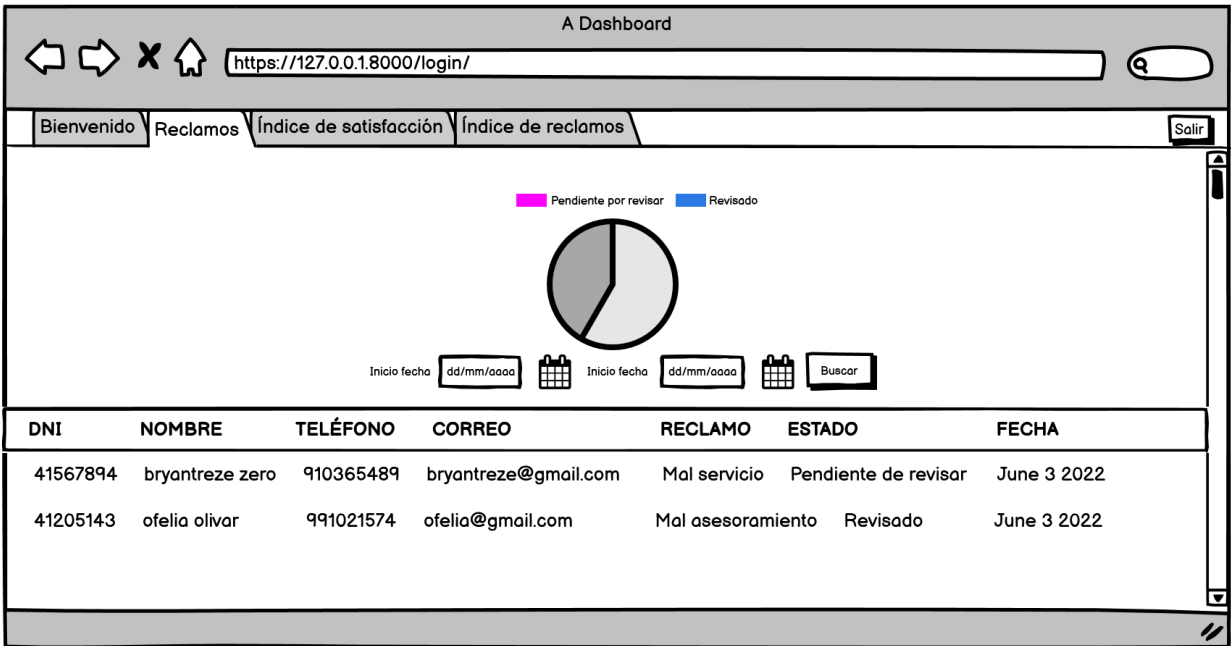 A Dashboard
https://127.0.0.1.8000/login/
Bienvenido Reclamos Índice de satisfacción Índice de reclamos Salir
Pendiente por revisar Revisado
Inicio fecha dd/mm/aaaa Inicio fecha dd/mm/aaaa Buscar
DNI NOMBRE TELÉFONO CORREO RECLAMO ESTADO FECHA
41567894 bryantreze zero 910365489 bryantreze@gmail.com Mal servicio Pendiente de revisar June 3 2022
41205143 ofelia olivar 991021574 ofelia@gmail.com Mal asesoramiento Revisado June 3 2022